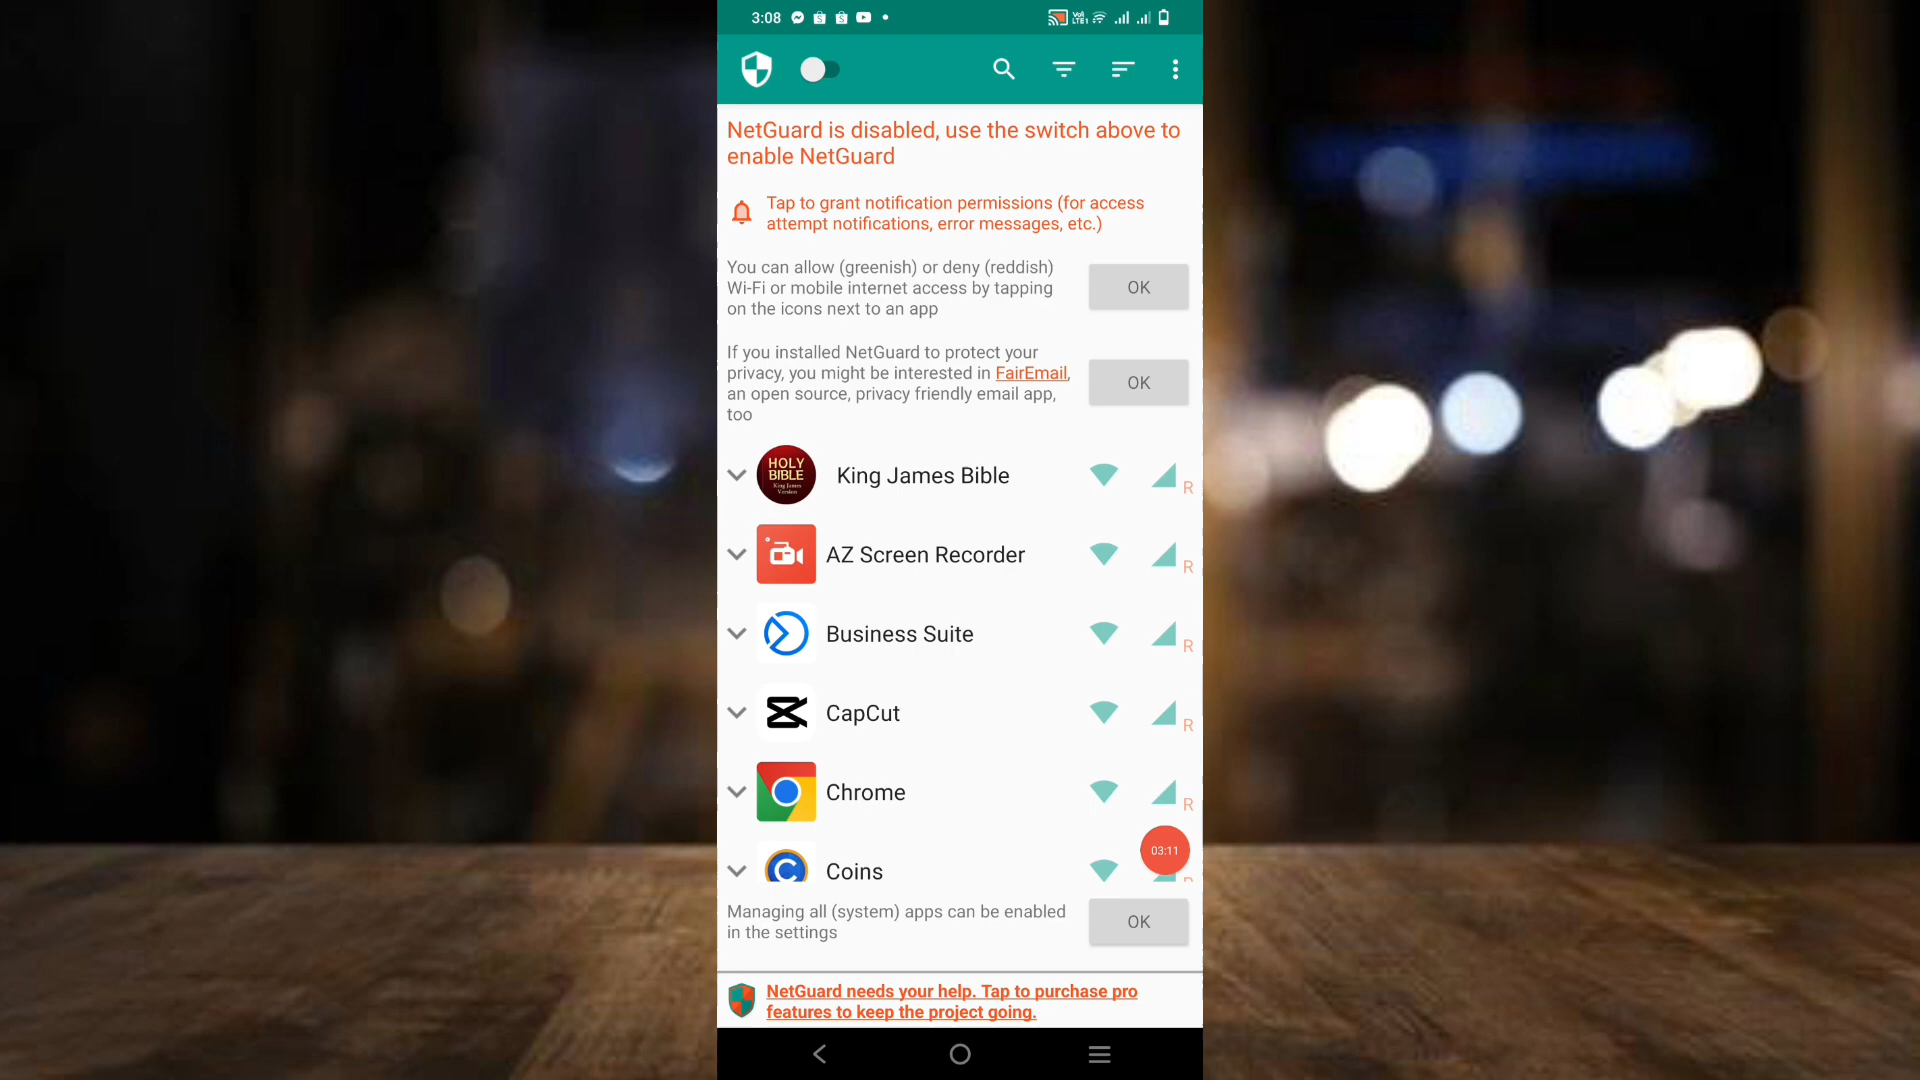 3:08
NetGuard is disabled, use the switch above to
enable NetGuard
Tap to grant notification permissions (for access
attempt notifications, error messages, etc.)
You can allow (greenish) or deny (reddish)
Wi-Fi or mobile internet access by tapping
on the icons next to an app
OK
If you installed NetGuard to protect your
privacy, you might be interested in FairEmail,
an open source, privacy friendly email app,
too
OK
HOLY
BIBLE
King James
Version
King James Bible
R
AZ Screen Recorder
R
Business Suite
R
CapCut
R
Chrome
R
03:11
Coins
Managing all (system) apps can be enabled
in the settings
OK
NetGuard needs your help. Tap to purchase pro
features to keep the project going.